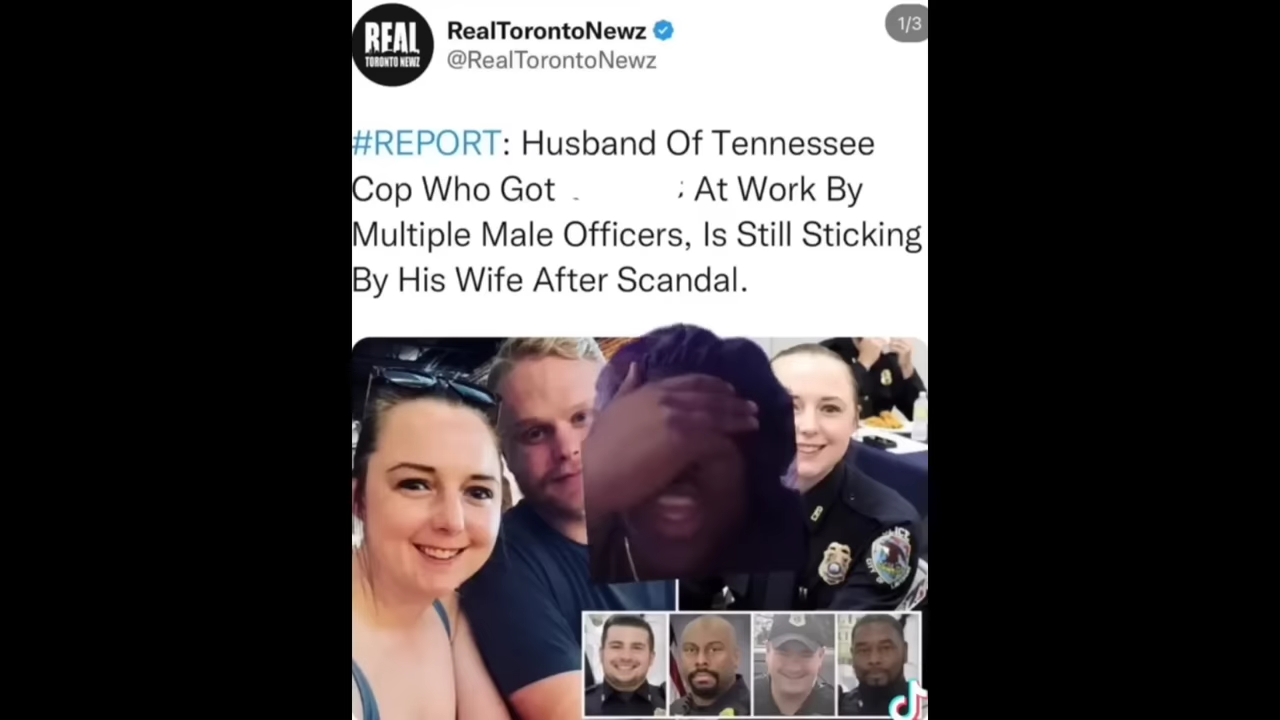 REAL
TORONTO NEWZ
RealTorontoNewz
@RealTorontoNewz
1/3
#REPORT: Husband Of Tennessee
Cop Who Got At Work By
Multiple Male Officers, Is Still Sticking
By His Wife After Scandal.